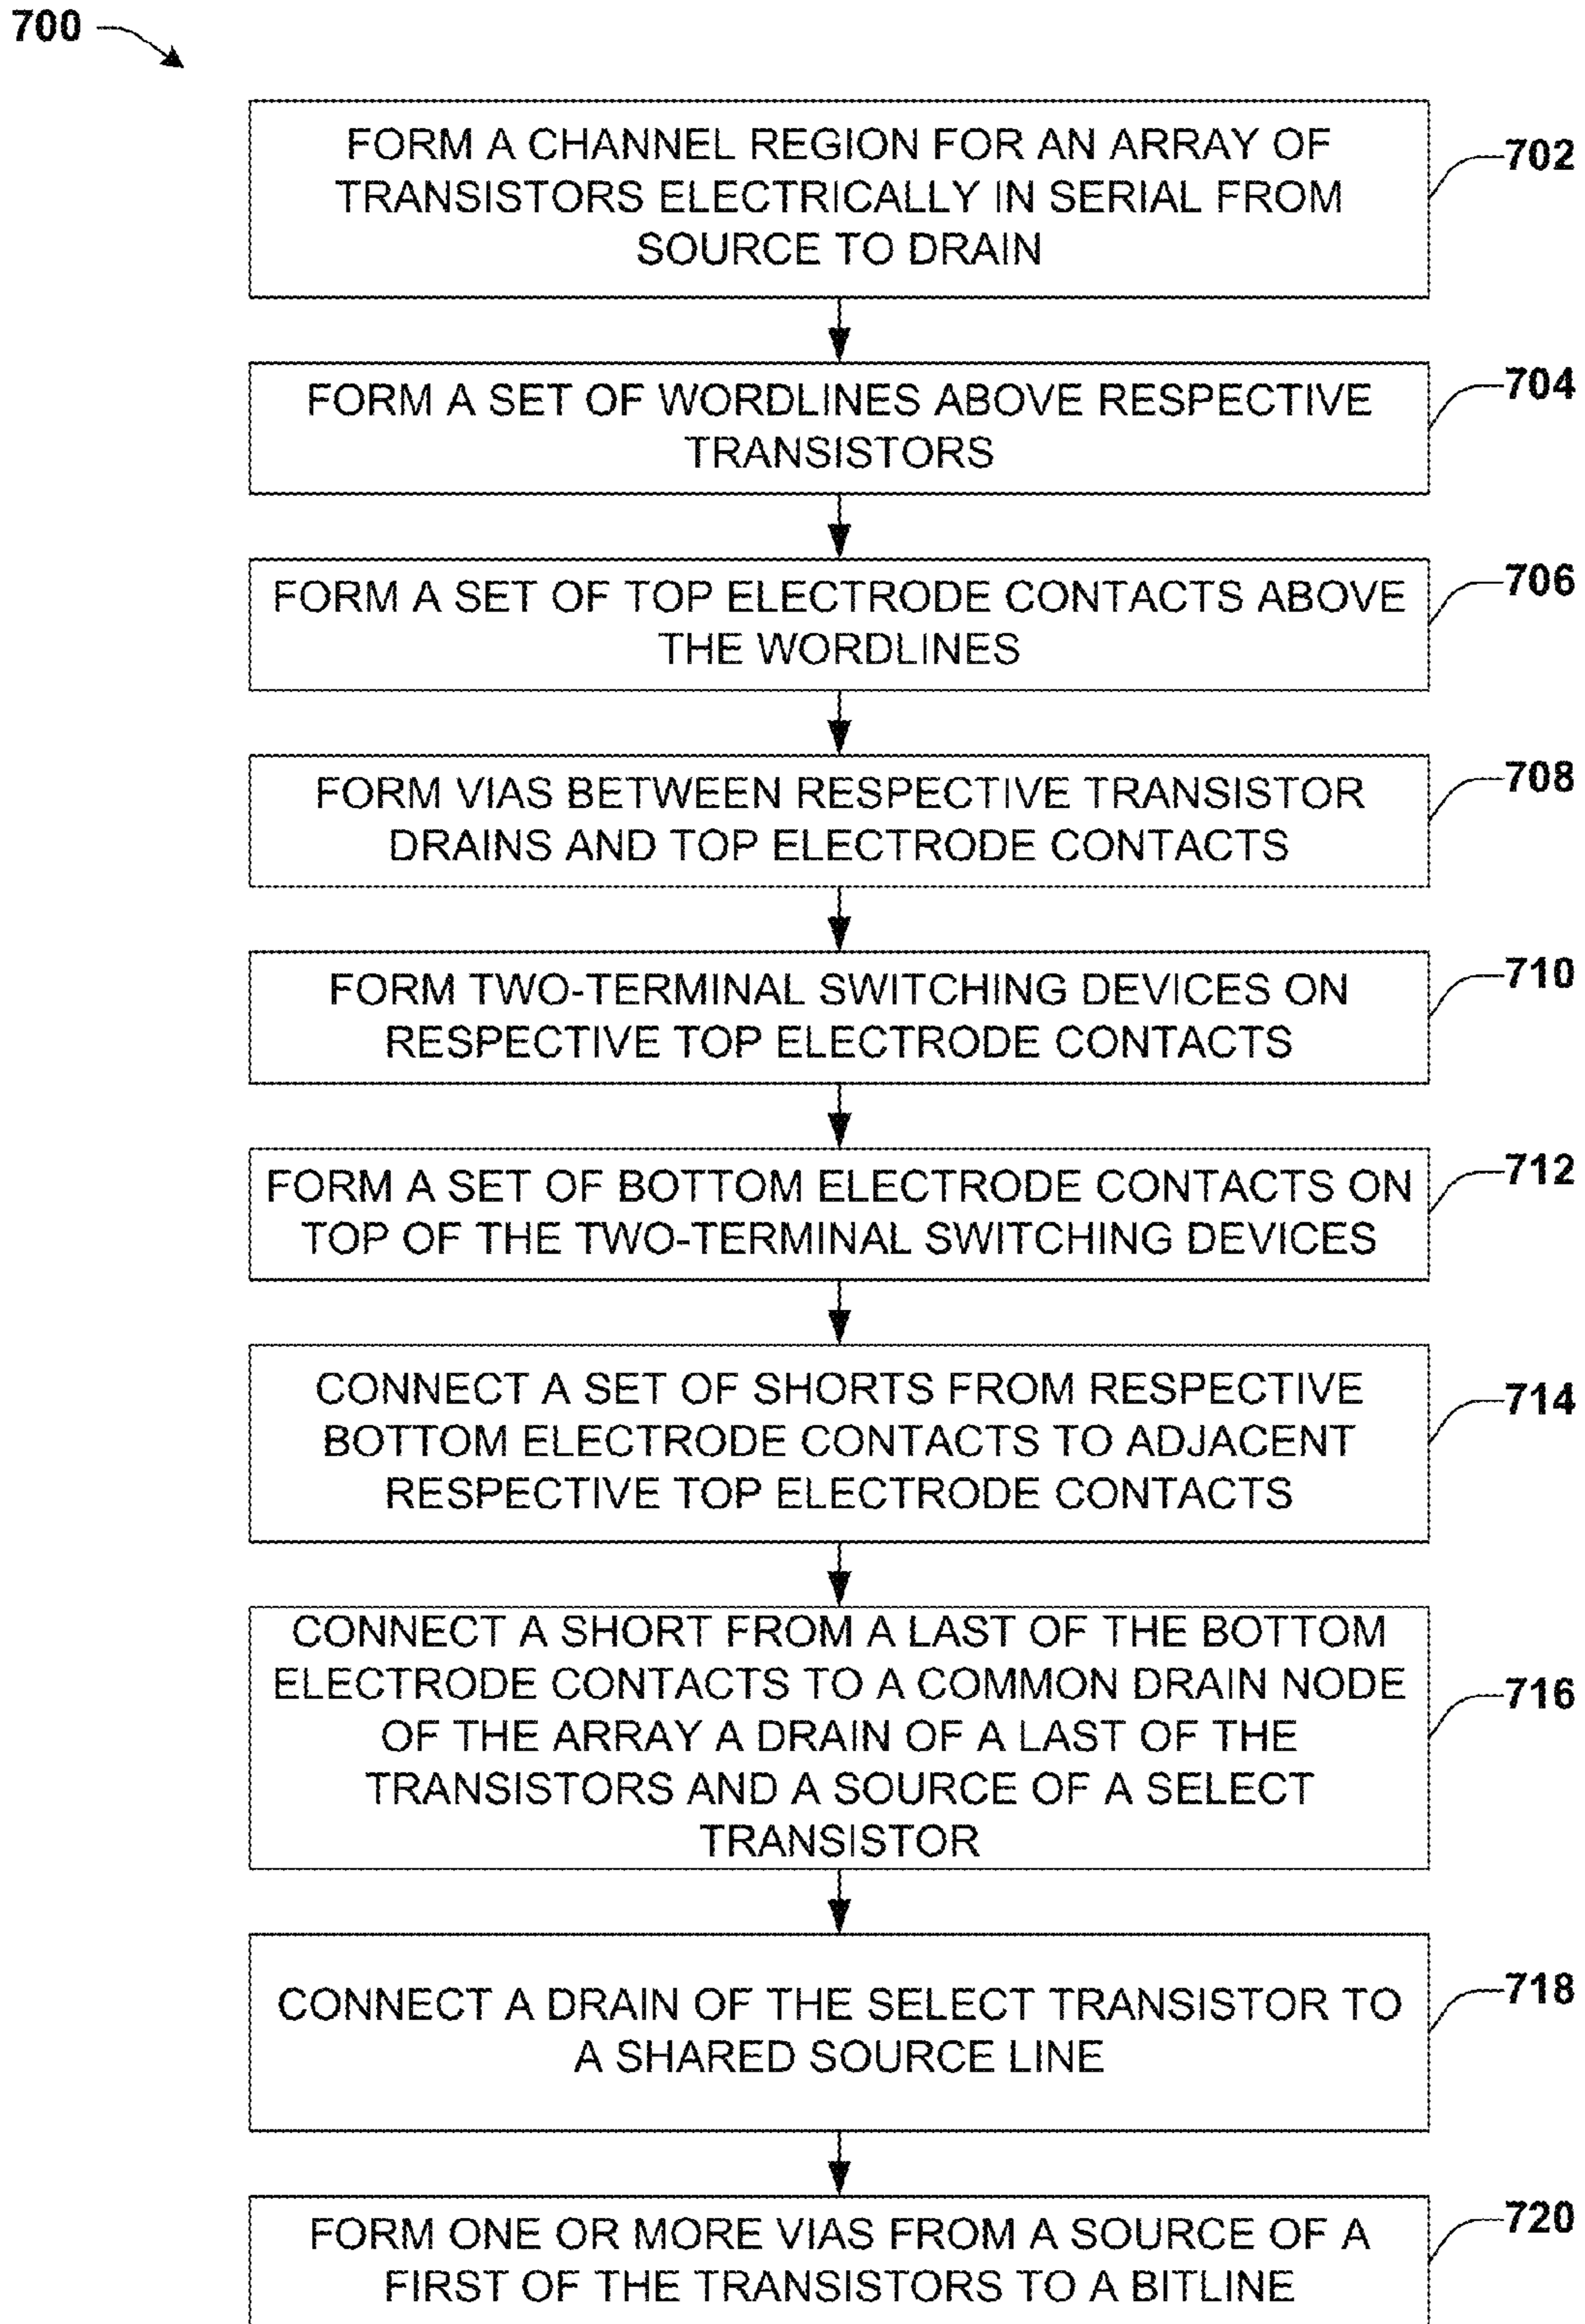 700
FORM A CHANNEL REGION FOR AN ARRAY OF
TRANSISTORS ELECTRICALLY IN SERIAL FROM
SOURCE TO DRAIN
702
FORM A SET OF WORDLINES ABOVE RESPECTIVE
TRANSISTORS
704
FORM A SET OF TOP ELECTRODE CONTACTS ABOVE
THE WORDLINES
706
FORM VIAS BETWEEN RESPECTIVE TRANSISTOR
DRAINS AND TOP ELECTRODE CONTACTS
708
FORM TWO-TERMINAL SWITCHING DEVICES ON
RESPECTIVE TOP ELECTRODE CONTACTS
710
FORM A SET OF BOTTOM ELECTRODE CONTACTS ON
TOP OF THE TWO-TERMINAL SWITCHING DEVICES
712
CONNECT A SET OF SHORTS FROM RESPECTIVE
BOTTOM ELECTRODE CONTACTS TO ADJACENT
RESPECTIVE TOP ELECTRODE CONTACTS
714
CONNECT A SHORT FROM A LAST OF THE BOTTOM
ELECTRODE CONTACTS TO A COMMON DRAIN NODE
OF THE ARRAY A DRAIN OF A LAST OF THE
TRANSISTORS AND A SOURCE OF A SELECT
TRANSISTOR
716
CONNECT A DRAIN OF THE SELECT TRANSISTOR TO
A SHARED SOURCE LINE
718
FORM ONE OR MORE VIAS FROM A SOURCE OF A
FIRST OF THE TRANSISTORS TO A BITLINE
720